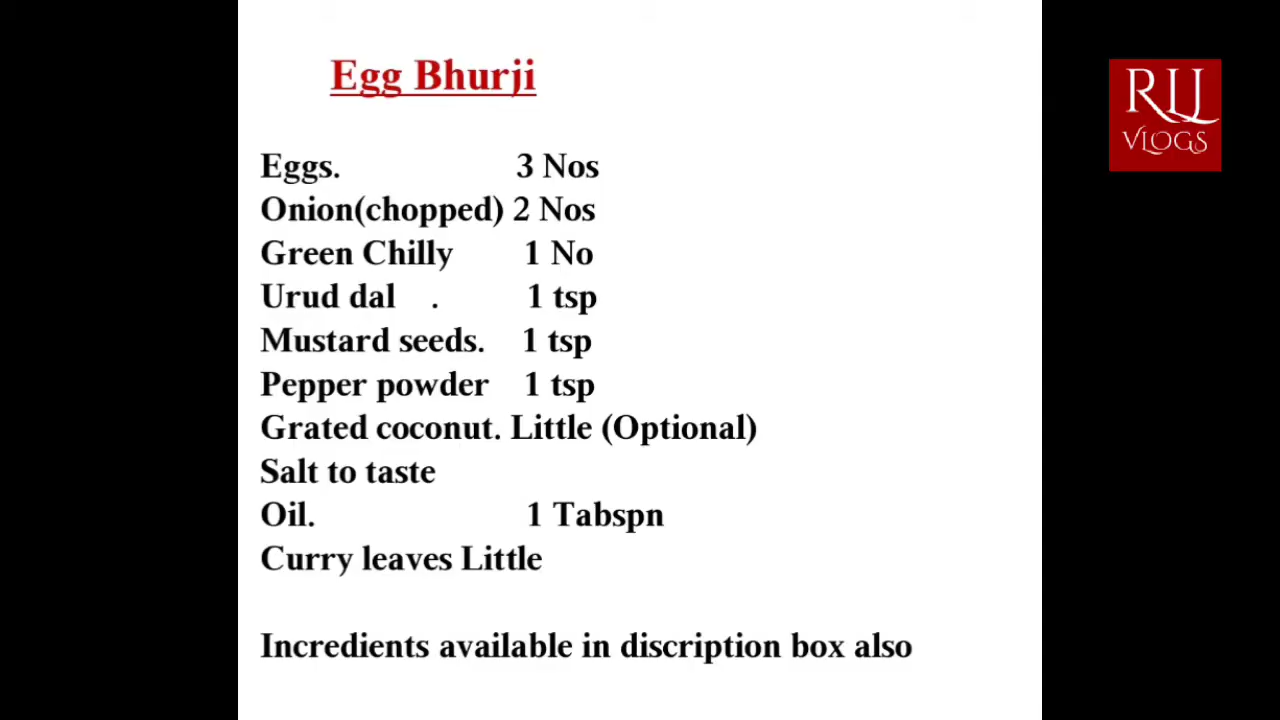 Egg Bhurji
RIJ
VLOGS
Eggs. 3 Nos
Onion(chopped) 2 Nos
Green Chilly 1 No
Urud dal . 1 tsp
Mustard seeds. 1 tsp
Pepper powder 1 tsp
Grated coconut. Little (Optional)
Salt to taste
Oil. 1 Tabspn
Curry leaves Little
Incredients available in discription box also